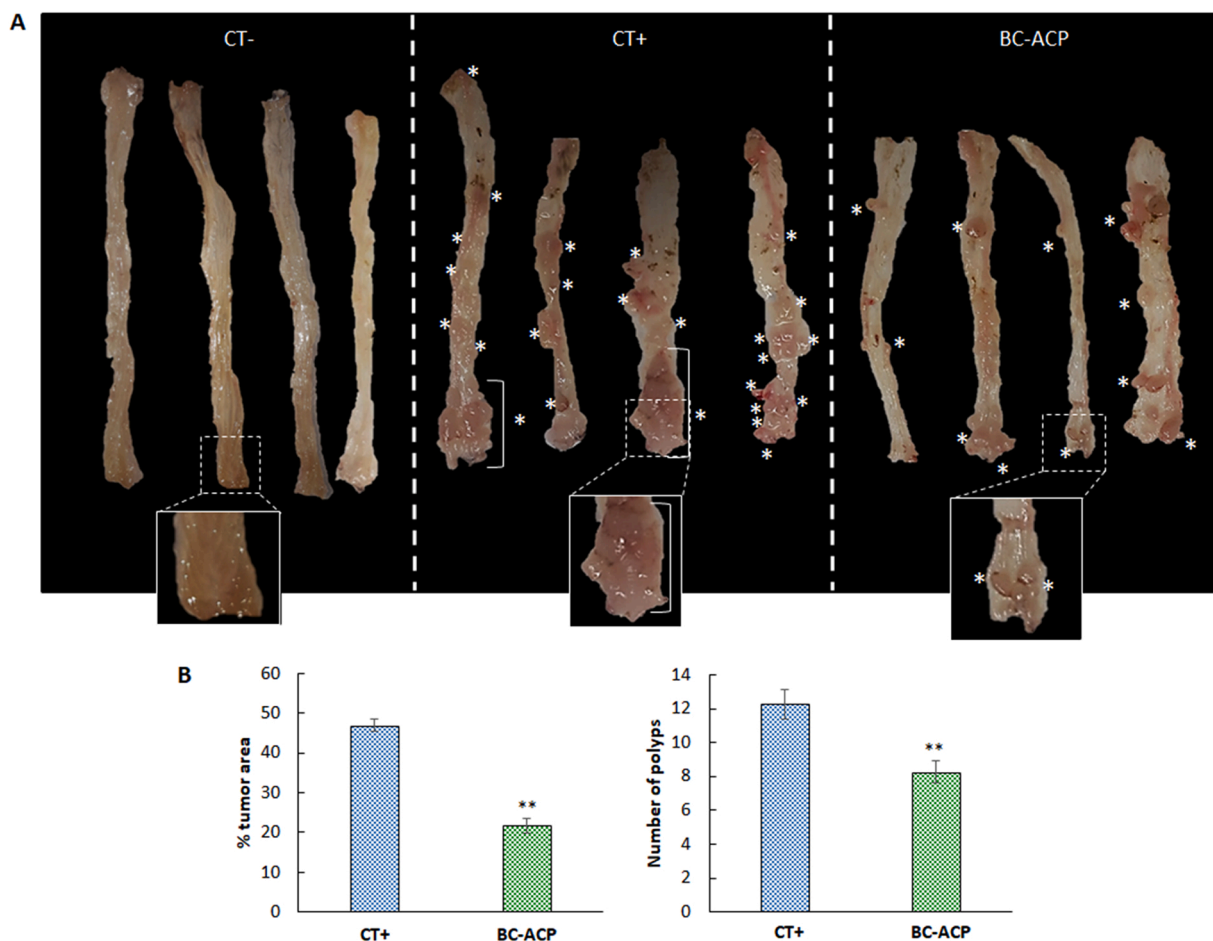 A
CT-
CT+
BC-ACP
* * * * * * *
* * * *
* * * *
* * * * * * * * * *
* *
* * *
* *
* * * *
* *
B
60
50
40
30
20
10
0
% tumor area
**
CT+
BC-ACP
14
12
10
8
6
4
2
0
Number of polyps
**
CT+
BC-ACP